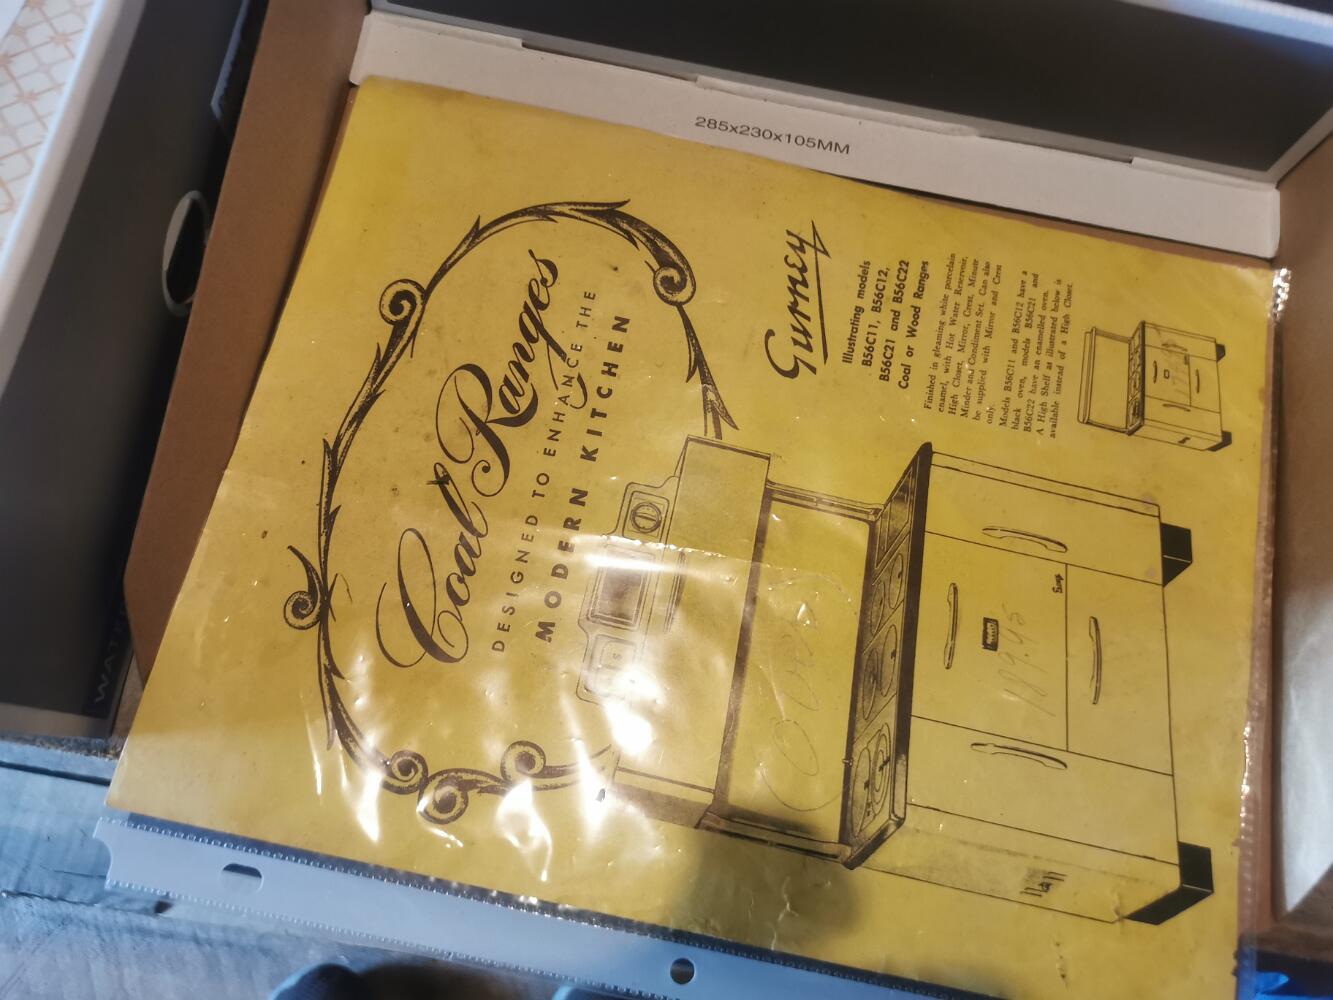 285x230x105MM
Coal Ranges
DESIGNED TO ENHANCE THE
MODERN KITCHEN
Gurney
Illustrating models
B56C11, B56C12,
B56C21 and B56C22
Coal or Wood Ranges
Finished in gleaming white porcelain
enamel, with Hot Water Reservoir,
High Closet, Mirror, Crest, Minute
Minder and Condiment Set. Can also
be supplied with Mirror and Crest
only.
Models B56C11 and B56C12 have a
black oven, models B56C21 and
B56C22 have an enamelled oven.
A High Shelf as illustrated below is
available instead of a High Closet.
189.45